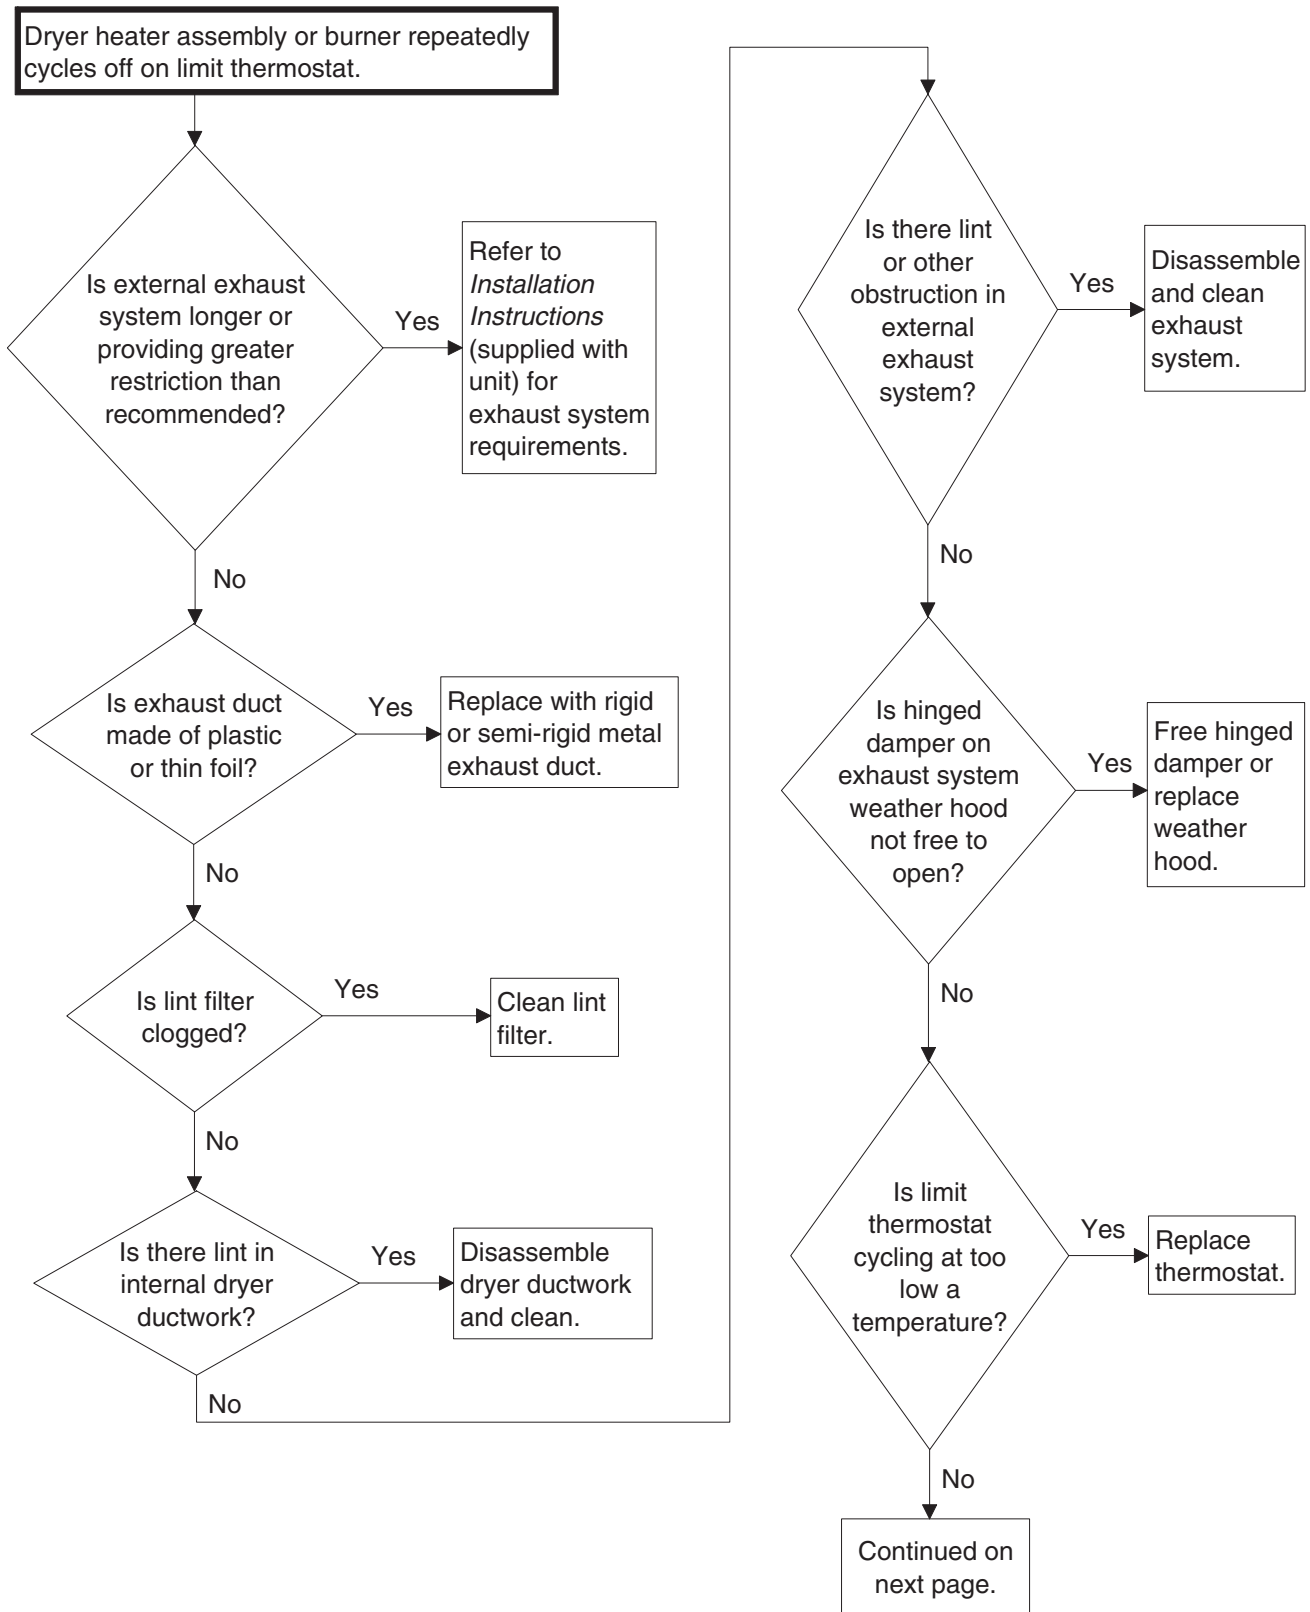 Dryer heater assembly or burner repeatedly
cycles off on limit thermostat.
Is external exhaust
system longer or
providing greater
restriction than
recommended?
Yes
Refer to
Installation
Instructions
(supplied with
unit) for
exhaust system
requirements.
No
Is exhaust duct
made of plastic
or thin foil?
Yes
Replace with rigid
or semi-rigid metal
exhaust duct.
No
Is lint filter
clogged?
Yes
Clean lint
filter.
No
Is there lint in
internal dryer
ductwork?
Yes
Disassemble
dryer ductwork
and clean.
No
Is there lint
or other
obstruction in
external
exhaust
system?
Yes
Disassemble
and clean
exhaust
system.
No
Is hinged
damper on
exhaust system
weather hood
not free to
open?
Yes
Free hinged
damper or
replace
weather
hood.
No
Is limit
thermostat
cycling at too
low a
temperature?
Yes
Replace
thermostat.
No
Continued on
next page.